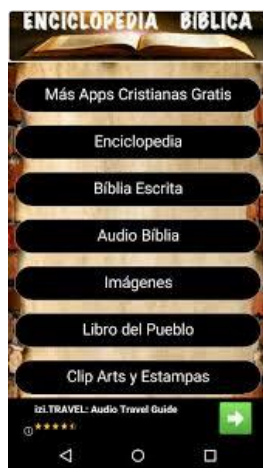 ENCICLOPEDIA BIBLICA
Más Apps Cristianas Gratis
Enciclopedia
Bíblia Escrita
Audio Bíblia
Imágenes
Libro del Pueblo
Clip Arts y Estampas
izi.TRAVEL: Audio Travel Guide